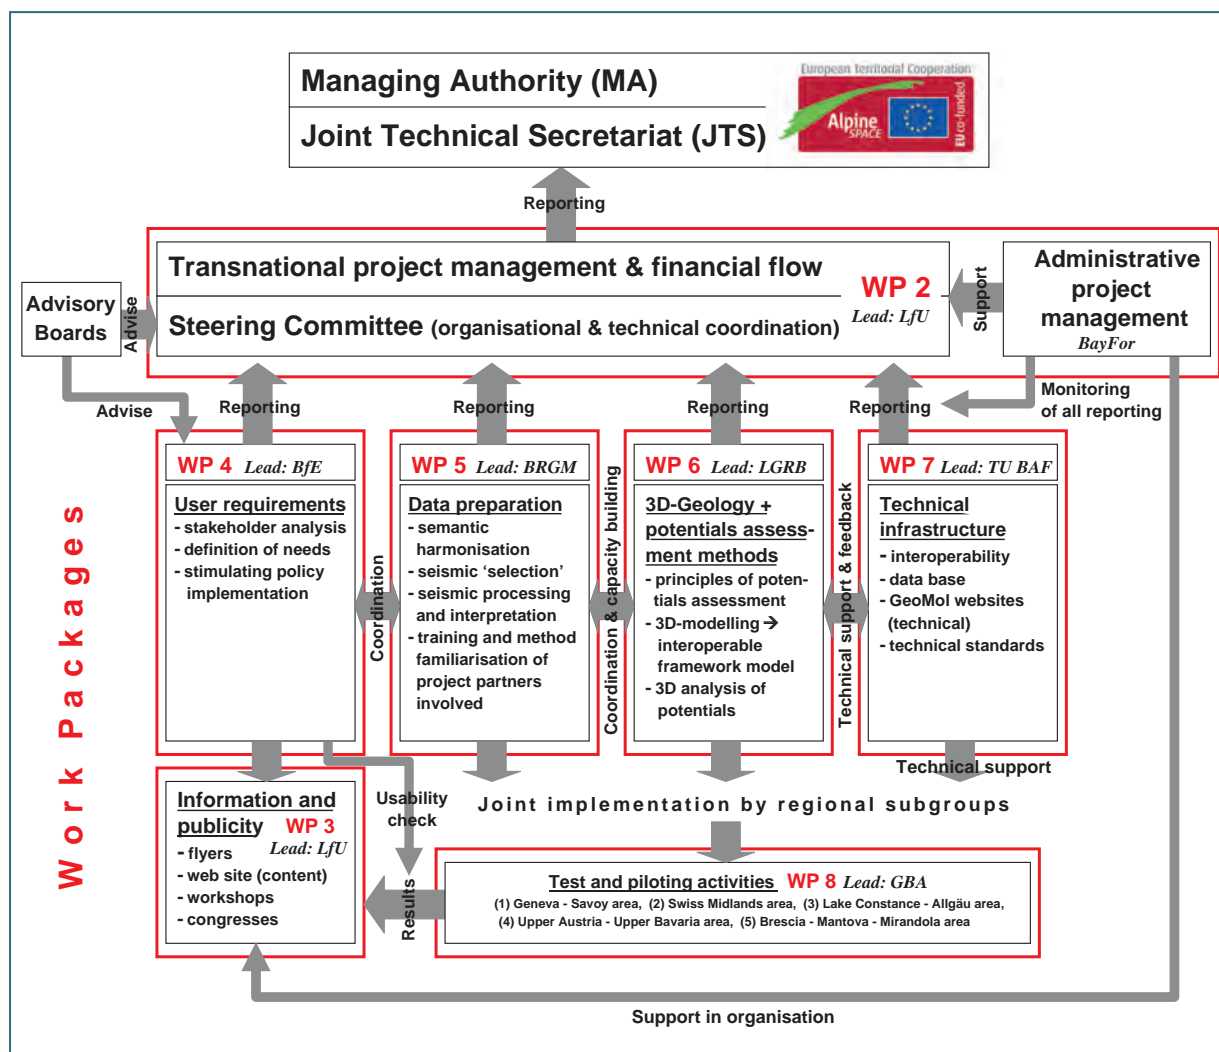 Managing Authority (MA)
Joint Technical Secretariat (JTS)
European Territorial Cooperation
Alpine
SPACE
EU co-funded
Reporting
Transnational project management & financial flow
Steering Committee (organisational & technical coordination)
WP 2
Lead: LfU
Support
Administrative
project
management
BayFor
Advisory
Boards
Advise
Advise
Reporting
Reporting
Reporting
Reporting
Monitoring
of all reporting
Work Packages
WP 4 Lead: BfE
User requirements
- stakeholder analysis
- definition of needs
- stimulating policy
implementation
Coordination
WP 5 Lead: BRGM
Data preparation
- semantic
harmonisation
- seismic ‘selection’
- seismic processing
and interpretation
- training and method
familiarisation of
project partners
involved
Coordination & capacity building
WP 6 Lead: LGRB
3D-Geology +
potentials assess-
ment methods
- principles of poten-
tials assessment
- 3D-modelling →
interoperable
framework model
- 3D analysis of
potentials
Technical support & feedback
WP 7 Lead: TU BAF
Technical
infrastructure
- interoperability
- data base
- GeoMol websites
(technical)
- technical standards
Technical support
Usability
check
Joint implementation by regional subgroups
Information and
publicity WP 3
Lead: LfU
- flyers
- web site (content)
- workshops
- congresses
Results
Test and piloting activities WP 8 Lead: GBA
(1) Geneva - Savoy area, (2) Swiss Midlands area, (3) Lake Constance - Allgäu area,
(4) Upper Austria - Upper Bavaria area, (5) Brescia - Mantova - Mirandola area
Support in organisation